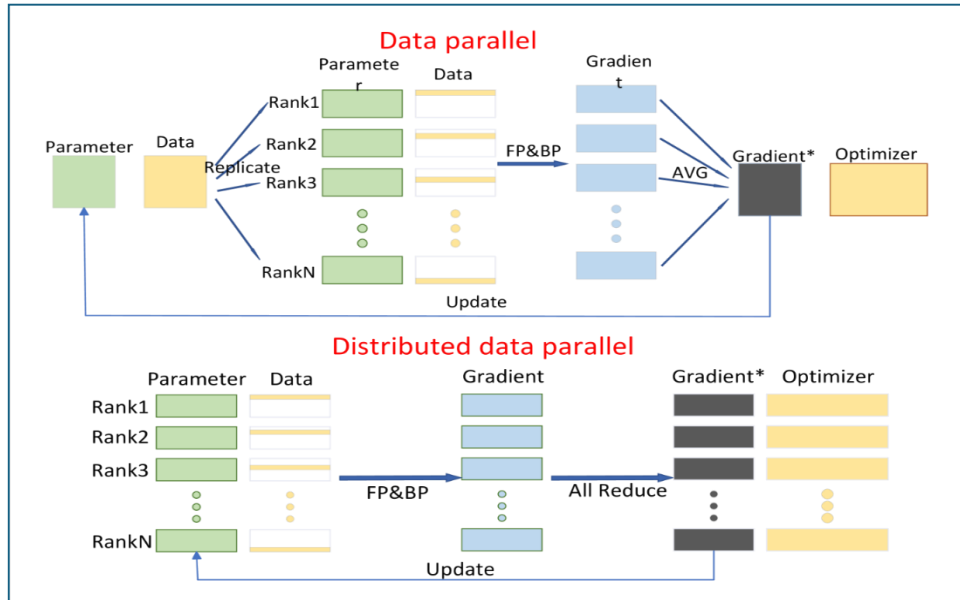 Data parallel
Paramete
r
Data
Gradien
t
Rank1
Parameter
Data
Replicate
Rank2
FP&BP
Gradient*
Optimizer
Rank3
AVG
RankN
Update
Distributed data parallel
Parameter
Data
Gradient
Gradient*
Optimizer
Rank1
Rank2
Rank3
FP&BP
All Reduce
RankN
Update